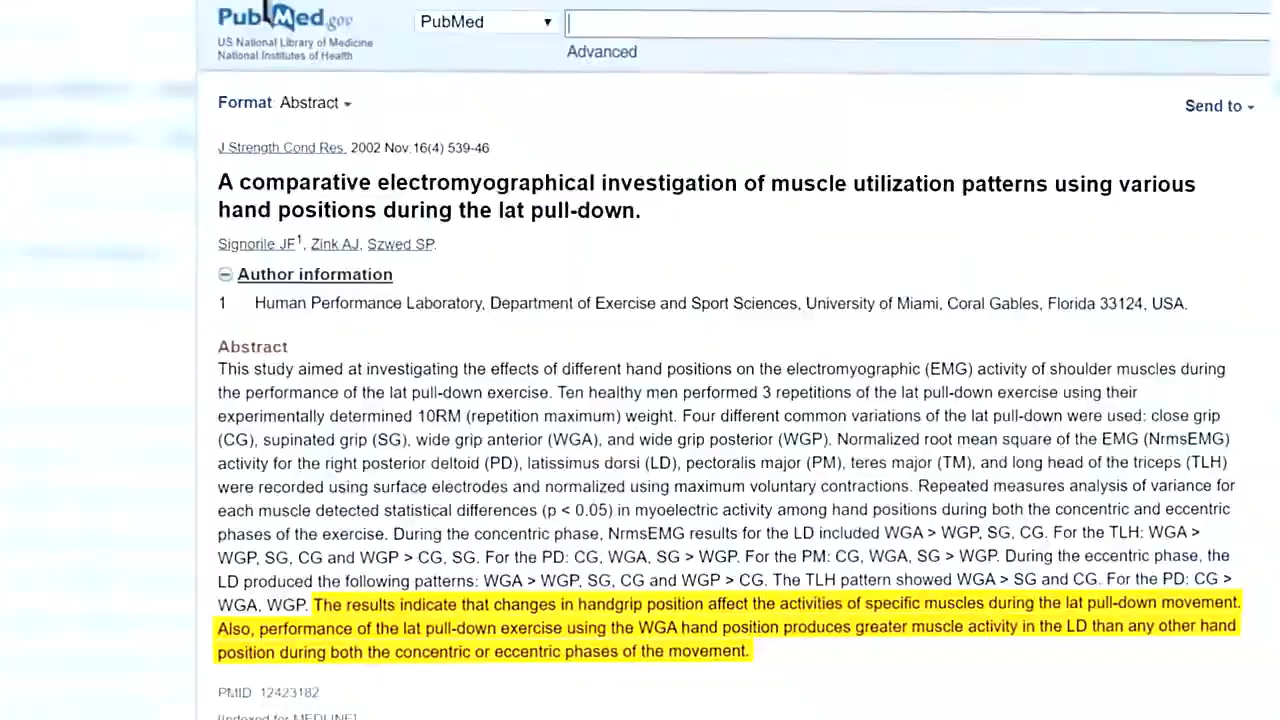 PubMed.gov
US National Library of Medicine
National Institutes of Health
PubMed
Advanced
Format: Abstract
Send to
J Strength Cond Res. 2002 Nov;16(4) 539-46
A comparative electromyographical investigation of muscle utilization patterns using various
hand positions during the lat pull-down.
Signorile JF1, Zink AJ, Szwed SP.
Author information
1 Human Performance Laboratory, Department of Exercise and Sport Sciences, University of Miami, Coral Gables, Florida 33124, USA.
Abstract
This study aimed at investigating the effects of different hand positions on the electromyographic (EMG) activity of shoulder muscles during
the performance of the lat pull-down exercise. Ten healthy men performed 3 repetitions of the lat pull-down exercise using their
experimentally determined 10RM (repetition maximum) weight. Four different common variations of the lat pull-down were used: close grip
(CG), supinated grip (SG), wide grip anterior (WGA), and wide grip posterior (WGP). Normalized root mean square of the EMG (NrmsEMG)
activity for the right posterior deltoid (PD), latissimus dorsi (LD), pectoralis major (PM), teres major (TM), and long head of the triceps (TLH)
were recorded using surface electrodes and normalized using maximum voluntary contractions. Repeated measures analysis of variance for
each muscle detected statistical differences (p < 0.05) in myoelectric activity among hand positions during both the concentric and eccentric
phases of the exercise. During the concentric phase, NrmsEMG results for the LD included WGA > WGP, SG, CG. For the TLH: WGA >
WGP, SG, CG and WGP > CG, SG. For the PD: CG, WGA, SG > WGP. For the PM: CG, WGA, SG > WGP. During the eccentric phase, the
LD produced the following patterns: WGA > WGP, SG, CG and WGP > CG. The TLH pattern showed WGA > SG and CG. For the PD: CG >
WGA, WGP. The results indicate that changes in handgrip position affect the activities of specific muscles during the lat pull-down movement.
Also, performance of the lat pull-down exercise using the WGA hand position produces greater muscle activity in the LD than any other hand
position during both the concentric or eccentric phases of the movement.
PMID 12423182
[Indexed for MEDLINE]